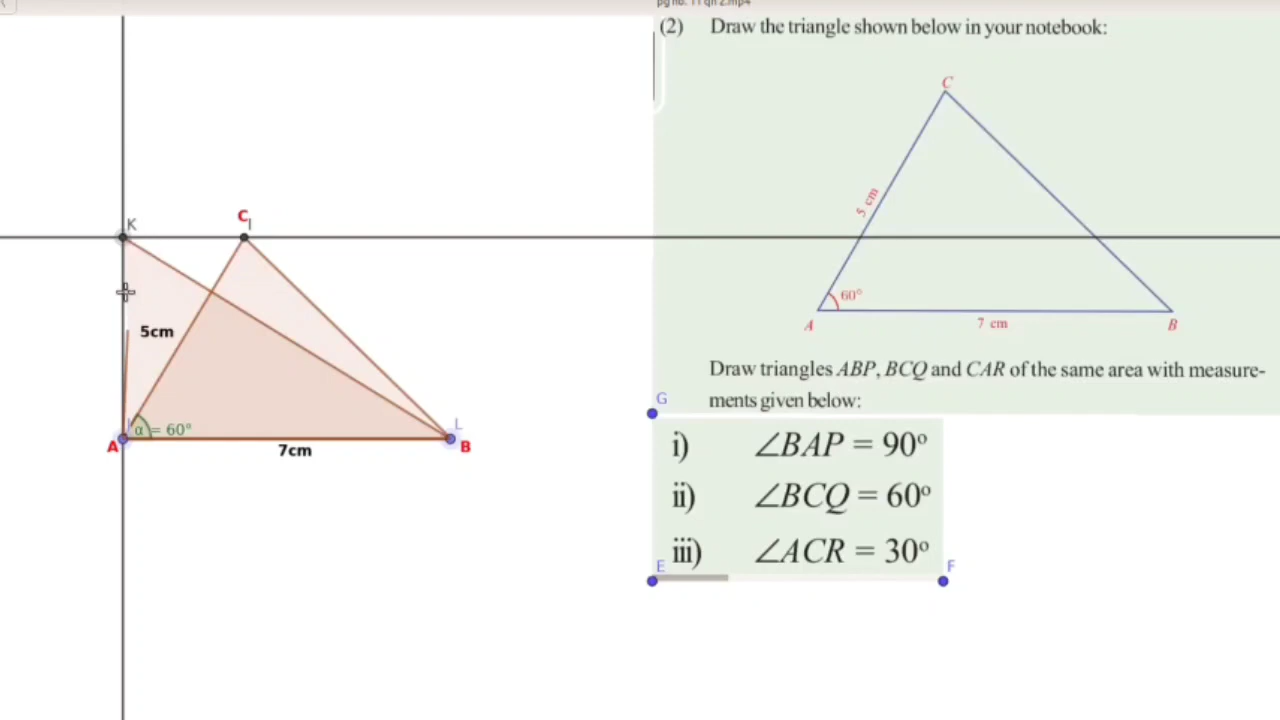 (2) Draw the triangle shown below in your notebook:
C
5 cm
60°
A
7 cm
B
Draw triangles ABP, BCQ and CAR of the same area with measure-
ments given below:
G
i) ∠BAP = 90°
ii) ∠BCQ = 60°
iii) ∠ACR = 30°
E
F
K
C
I
5cm
α = 60°
L
A
B
7cm